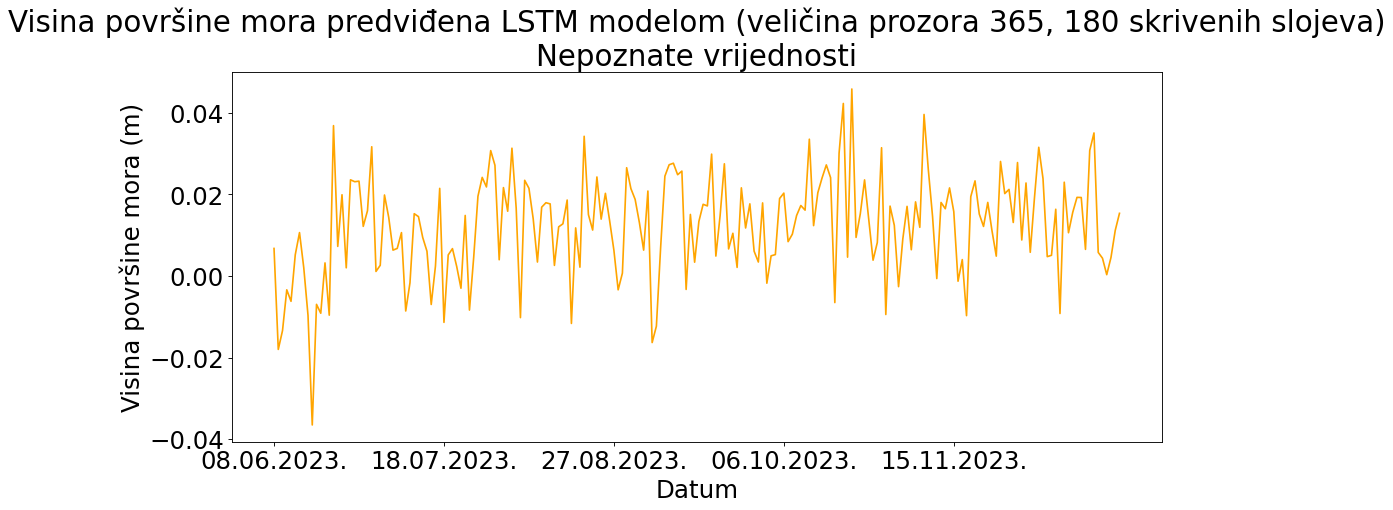 Visina površine mora predviđena LSTM modelom (veličina prozora 365, 180 skrivenih slojeva)
Nepoznate vrijednosti
Visina površine mora (m)
0.04
0.02
0.00
−0.02
−0.04
08.06.2023. 18.07.2023. 27.08.2023. 06.10.2023. 15.11.2023.
Datum